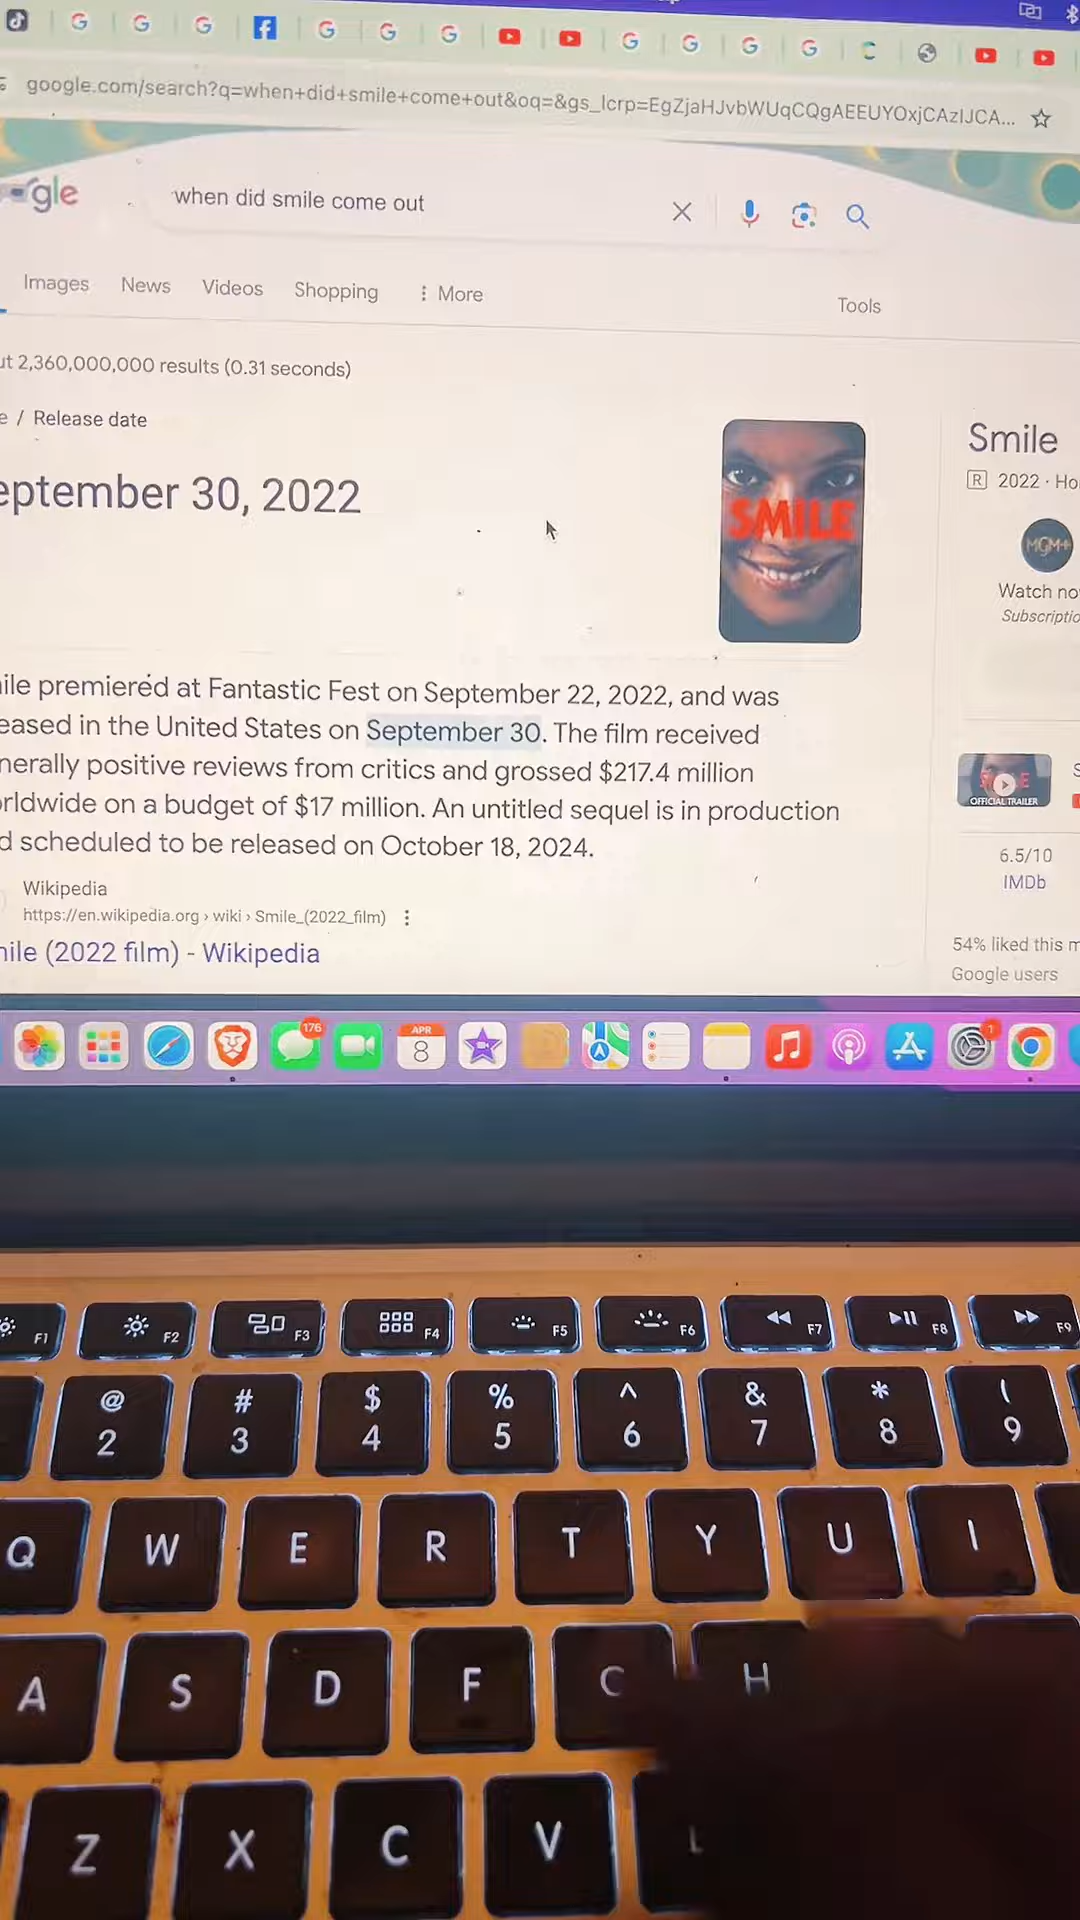 google.com/search?q=when+did+smile+come+out&oq=&gs_lcrp=EgZjaHJvbWUqCQgAEEUYOxjCAzIJCA...
gle
when did smile come out
Images News Videos Shopping More
Tools
ut 2,360,000,000 results (0.31 seconds)
e / Release date
eptember 30, 2022
SMILE
Smile
R 2022 · Ho
MGM+
Watch no
Subscriptio
ile premiered at Fantastic Fest on September 22, 2022, and was
eased in the United States on September 30. The film received
nerally positive reviews from critics and grossed $217.4 million
orldwide on a budget of $17 million. An untitled sequel is in production
d scheduled to be released on October 18, 2024.
OFFICIAL TRAILER
6.5/10
IMDb
Wikipedia
https://en.wikipedia.org › wiki › Smile_(2022_film)
mile (2022 film) - Wikipedia
54% liked this m
Google users
176
APR
8
1
F1 F2 F3 F4 F5 F6 F7 F8 F9
@ # $ % ^ & * (
2 3 4 5 6 7 8 9
Q W E R T Y U I
A S D F H
Z X C V